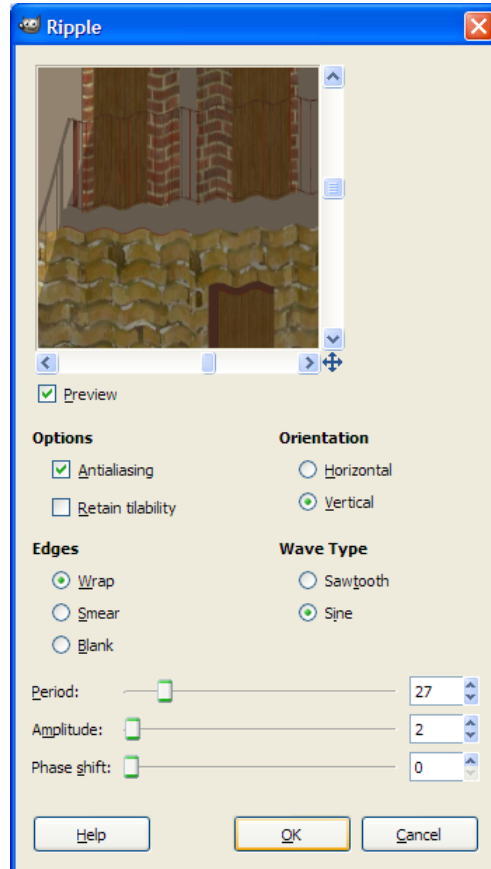 Ripple
Preview
Options
Orientation
Antialiasing
Horizontal
Retain tilability
Vertical
Edges
Wave Type
Wrap
Sawtooth
Smear
Sine
Blank
Period: 27
Amplitude: 2
Phase shift: 0
Help OK Cancel